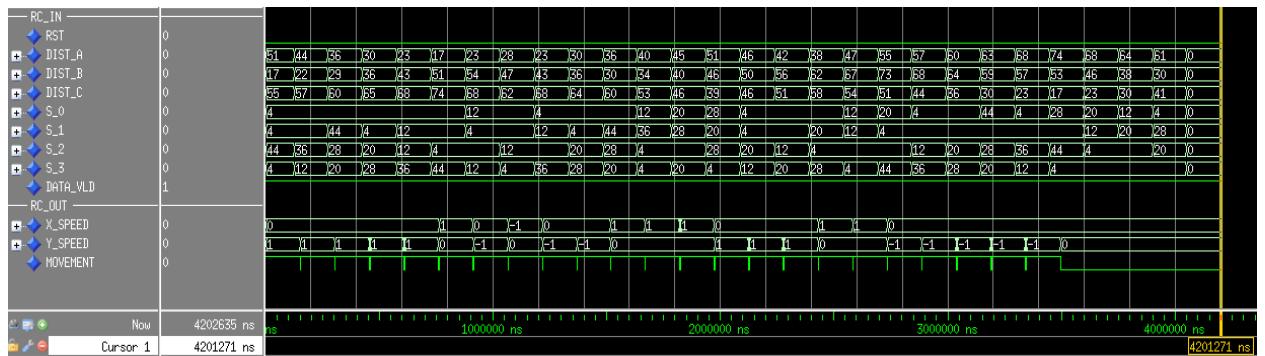 RC_IN
RST 0
DIST_A 0 51 44 36 30 23 17 23 28 23 30 36 40 45 51 46 42 38 47 55 57 60 63 68 74 68 64 61 0
DIST_B 0 17 22 29 36 43 51 54 47 43 36 30 34 40 46 50 56 62 67 73 68 64 59 57 53 46 38 30 0
DIST_C 0 55 57 60 65 68 74 68 62 68 64 60 53 46 39 46 51 58 54 51 44 36 30 23 17 23 30 41 0
S_0 0 4 12 4 12 20 28 4 12 20 4 44 4 28 20 12 4 0
S_1 0 4 44 4 12 4 12 4 44 36 28 20 4 20 12 4 12 20 28 0
S_2 0 44 36 28 20 12 4 12 20 28 4 28 20 12 4 12 20 28 36 44 4 20 0
S_3 0 4 12 20 28 36 44 12 4 36 28 20 4 20 4 12 20 28 4 44 36 28 20 12 4 0
DATA_VLD 1
RC_OUT
X_SPEED 0 0 1 0 -1 0 1 1 1 0 1 1 0
Y_SPEED 0 1 1 1 1 1 0 -1 0 -1 -1 0 1 1 1 0 -1 -1 -1 -1 -1 0
MOVEMENT 0
Now 4202635 ns ns 1000000 ns 2000000 ns 3000000 ns 4000000 ns
Cursor 1 4201271 ns 4201271 ns